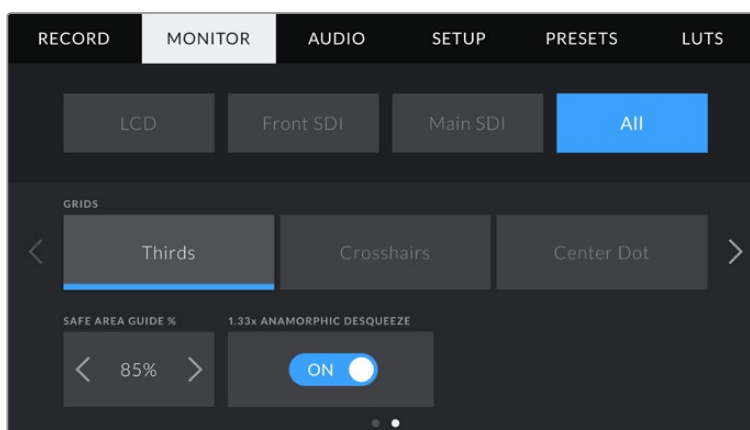 RECORD MONITOR AUDIO SETUP PRESETS LUTS
LCD Front SDI Main SDI All
GRIDS
Thirds Crosshairs Center Dot
SAFE AREA GUIDE % 1.33x ANAMORPHIC DESQUEEZE
85% ON